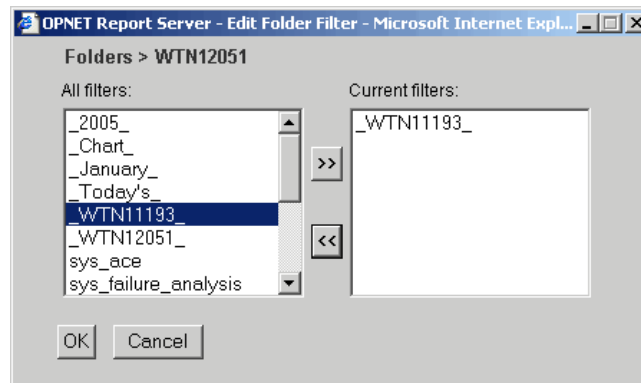 OPNET Report Server - Edit Folder Filter - Microsoft Internet Expl...
Folders > WTN12051
All filters:
Current filters:
_2005_
_Chart_
_January_
_Today's_
_WTN11193_
_WTN12051_
sys_ace
sys_failure_analysis
>>
<<
_WTN11193_
OK
Cancel